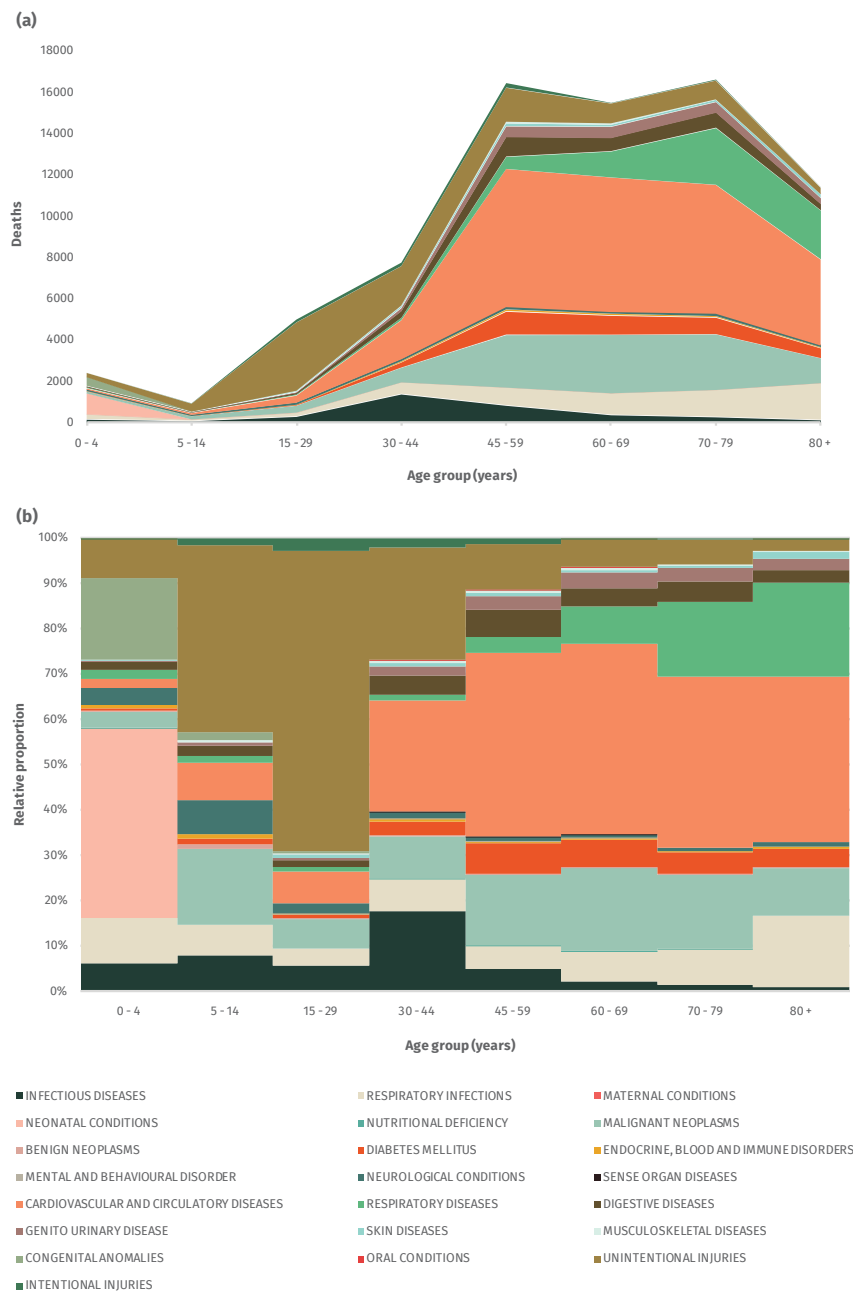 (a)
18000
16000
14000
12000
10000
8000
6000
4000
2000
0
Deaths
0 - 4 5 - 14 15 - 29 30 - 44 45 - 59 60 - 69 70 - 79 80 +
Age group (years)
(b)
100%
90%
80%
70%
60%
50%
40%
30%
20%
10%
0%
Relative proportion
0 - 4 5 - 14 15 - 29 30 - 44 45 - 59 60 - 69 70 - 79 80 +
Age group (years)
INFECTIOUS DISEASES RESPIRATORY INFECTIONS MATERNAL CONDITIONS
NEONATAL CONDITIONS NUTRITIONAL DEFICIENCY MALIGNANT NEOPLASMS
BENIGN NEOPLASMS DIABETES MELLITUS ENDOCRINE, BLOOD AND IMMUNE DISORDERS
MENTAL AND BEHAVIOURAL DISORDER NEUROLOGICAL CONDITIONS SENSE ORGAN DISEASES
CARDIOVASCULAR AND CIRCULATORY DISEASES RESPIRATORY DISEASES DIGESTIVE DISEASES
GENITO URINARY DISEASE SKIN DISEASES MUSCULOSKELETAL DISEASES
CONGENITAL ANOMALIES ORAL CONDITIONS UNINTENTIONAL INJURIES
INTENTIONAL INJURIES